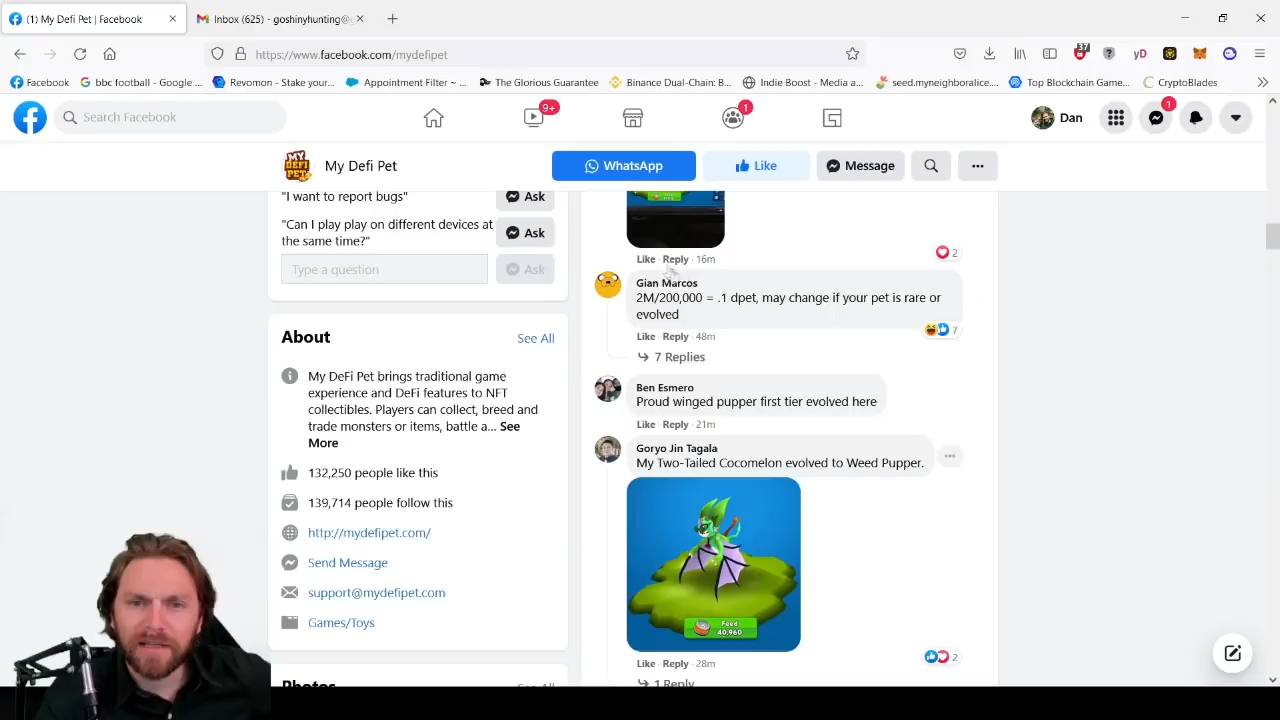 (1) My Defi Pet | Facebook
Inbox (625) - goshinyhunting@g
https://www.facebook.com/mydefipet
37
yD
Facebook
bbc football - Google ...
Revomon - Stake your...
Appointment Filter ~ ...
The Glorious Guarantee
Binance Dual-Chain: B...
Indie Boost - Media a...
seed.myneighboralice....
Top Blockchain Game...
CryptoBlades
Search Facebook
9+
1
Dan
1
MY DEFI PET
My Defi Pet
WhatsApp
Like
Message
"I want to report bugs"
Ask
"Can I play play on different devices at
the same time?"
Ask
Type a question
Ask
About
See All
My DeFi Pet brings traditional game
experience and DeFi features to NFT
collectibles. Players can collect, breed and
trade monsters or items, battle a... See
More
132,250 people like this
139,714 people follow this
http://mydefipet.com/
Send Message
support@mydefipet.com
Games/Toys
Photos
See All
Like · Reply · 16m
2
Gian Marcos
2M/200,000 = .1 dpet, may change if your pet is rare or
evolved
7
Like · Reply · 48m
7 Replies
Ben Esmero
Proud winged pupper first tier evolved here
Like · Reply · 21m
Goryo Jin Tagala
My Two-Tailed Cocomelon evolved to Weed Pupper.
Feed
40,960
Like · Reply · 28m
2
1 Reply